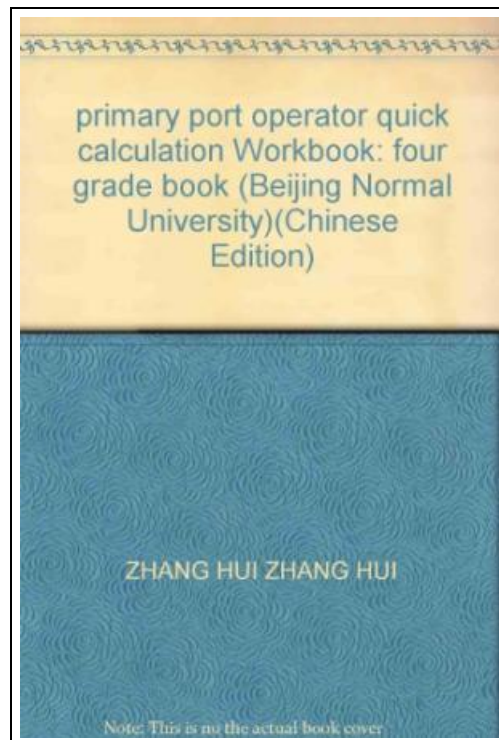 primary port operator quick
calculation Workbook: four
grade book (Beijing Normal
University)(Chinese
Edition)
ZHANG HUI ZHANG HUI
Note: This is nu the actual book cover